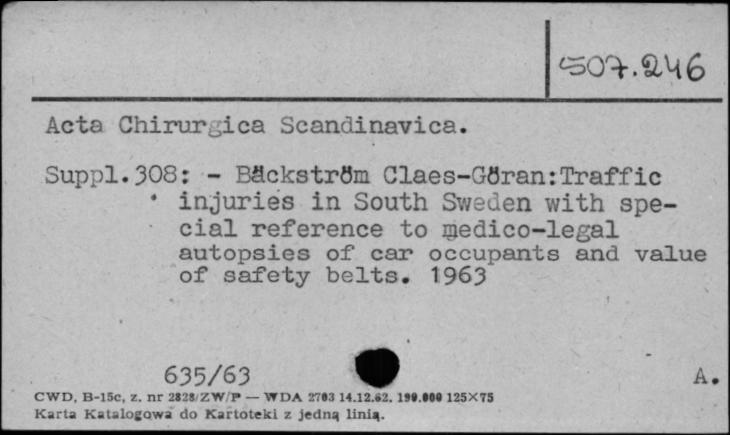 507.246
Acta Chirurgica Scandinavica.
Suppl.308: - Bäckström Claes-Göran:Traffic
injuries in South Sweden with spe-
cial reference to medico-legal
autopsies of car occupants and value
of safety belts. 1963
635/63
A.
CWD, B-15c, z. nr 2828/ZW/P — WDA 2703 14.12.62. 199.000 125×75
Karta Katalogowa do Kartoteki z jedną linią.